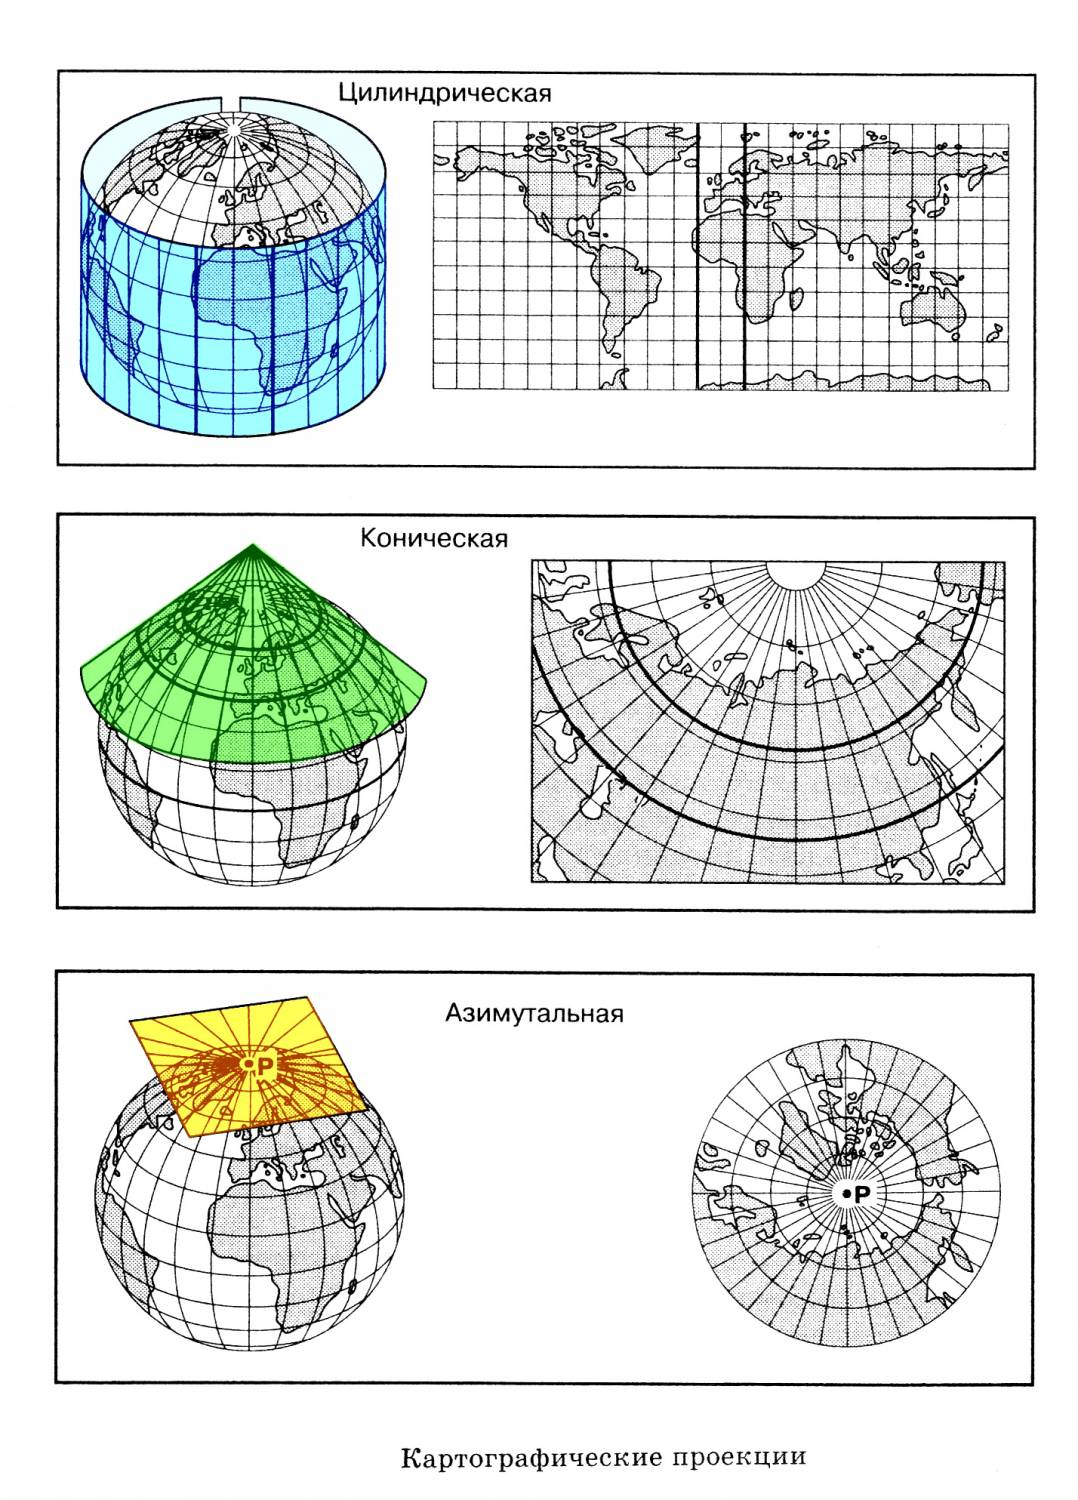 Цилиндрическая
Коническая
Азимутальная
P
P
Картографические проекции